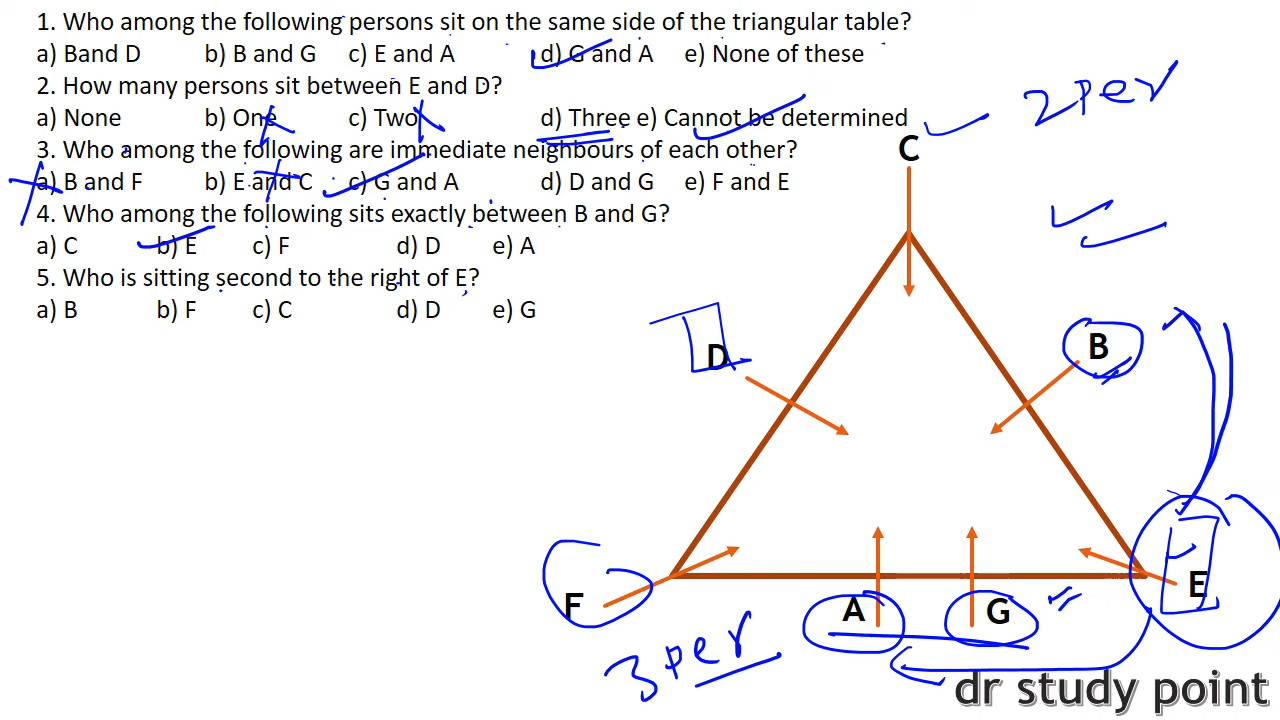 1. Who among the following persons sit on the same side of the triangular table?
a) Band D b) B and G c) E and A d) G and A e) None of these
2. How many persons sit between E and D?
a) None b) One c) Two d) Three e) Cannot be determined
3. Who among the following are immediate neighbours of each other?
a) B and F b) E and C c) G and A d) D and G e) F and E
4. Who among the following sits exactly between B and G?
a) C b) E c) F d) D e) A
5. Who is sitting second to the right of E?
a) B b) F c) C d) D e) G
2 per
C
D
B
F
A
G
E
3 per
dr study point